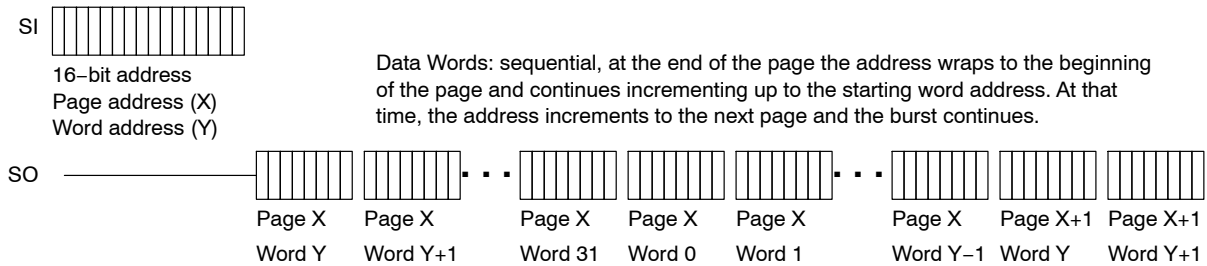 SI
16−bit address
Page address (X)
Word address (Y)
Data Words: sequential, at the end of the page the address wraps to the beginning
of the page and continues incrementing up to the starting word address. At that
time, the address increments to the next page and the burst continues.
SO
Page X Page X Page X Page X Page X Page X Page X+1 Page X+1
Word Y Word Y+1 Word 31 Word 0 Word 1 Word Y−1 Word Y Word Y+1